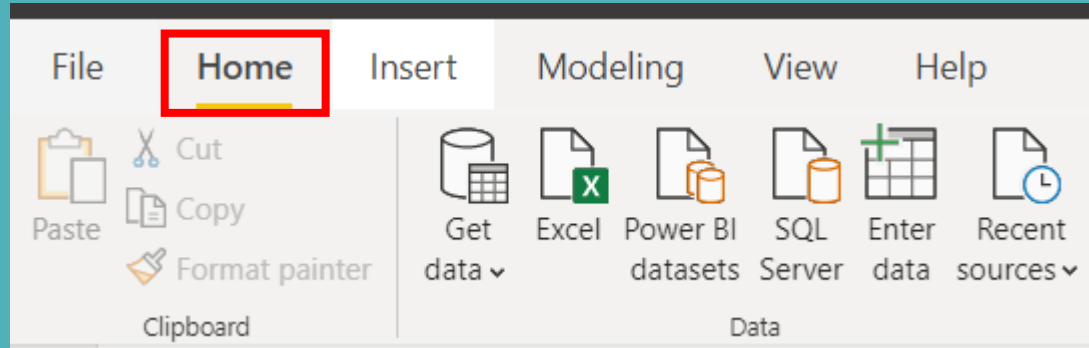 File Home Insert Modeling View Help
Cut
Copy
Format painter
Paste
Clipboard
Get data
Excel
Power BI datasets
SQL Server
Enter data
Recent sources
Data